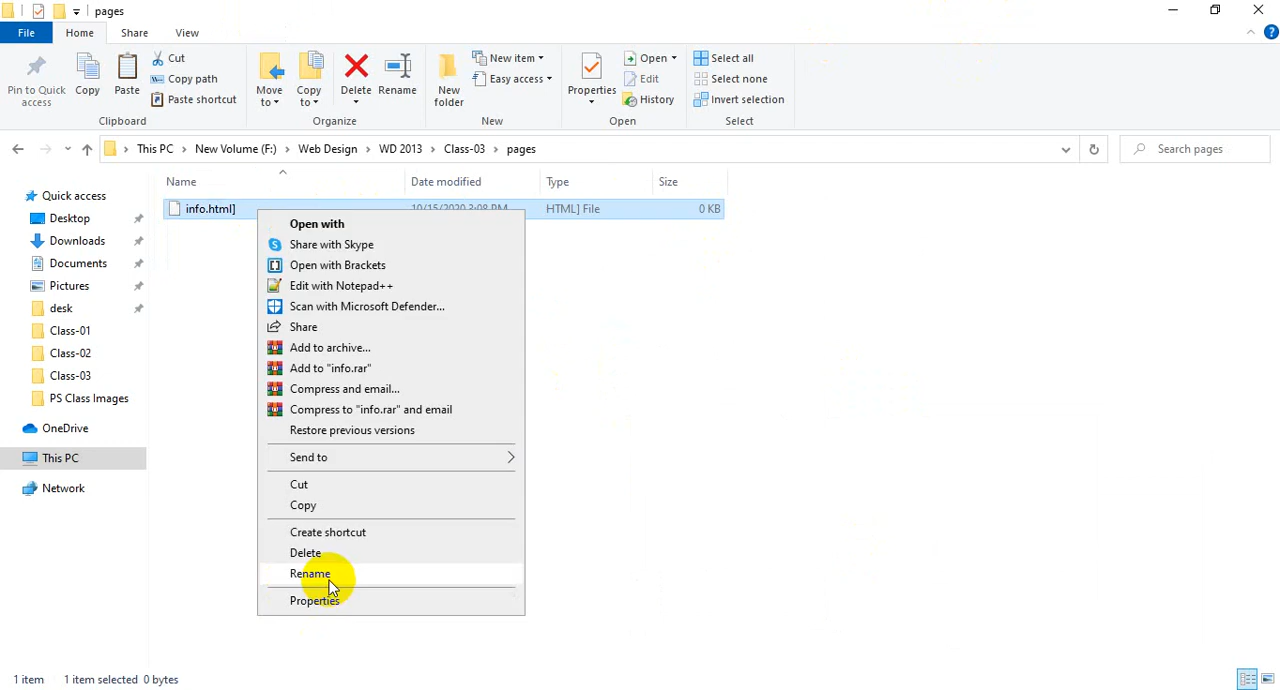 pages
File Home Share View
Pin to Quick access
Copy
Paste
Cut
Copy path
Paste shortcut
Move to
Copy to
Delete
Rename
New folder
New item
Easy access
Properties
Open
Edit
History
Select all
Select none
Invert selection
Clipboard Organize New Open Select
This PC New Volume (F:) Web Design WD 2013 Class-03 pages
Search pages
Name Date modified Type Size
info.html] 10/15/2020 3:08 PM HTML] File 0 KB
Quick access
Desktop
Downloads
Documents
Pictures
desk
Class-01
Class-02
Class-03
PS Class Images
OneDrive
This PC
Network
Open with
Share with Skype
Open with Brackets
Edit with Notepad++
Scan with Microsoft Defender...
Share
Add to archive...
Add to "info.rar"
Compress and email...
Compress to "info.rar" and email
Restore previous versions
Send to
Cut
Copy
Create shortcut
Delete
Rename
Properties
1 item 1 item selected 0 bytes